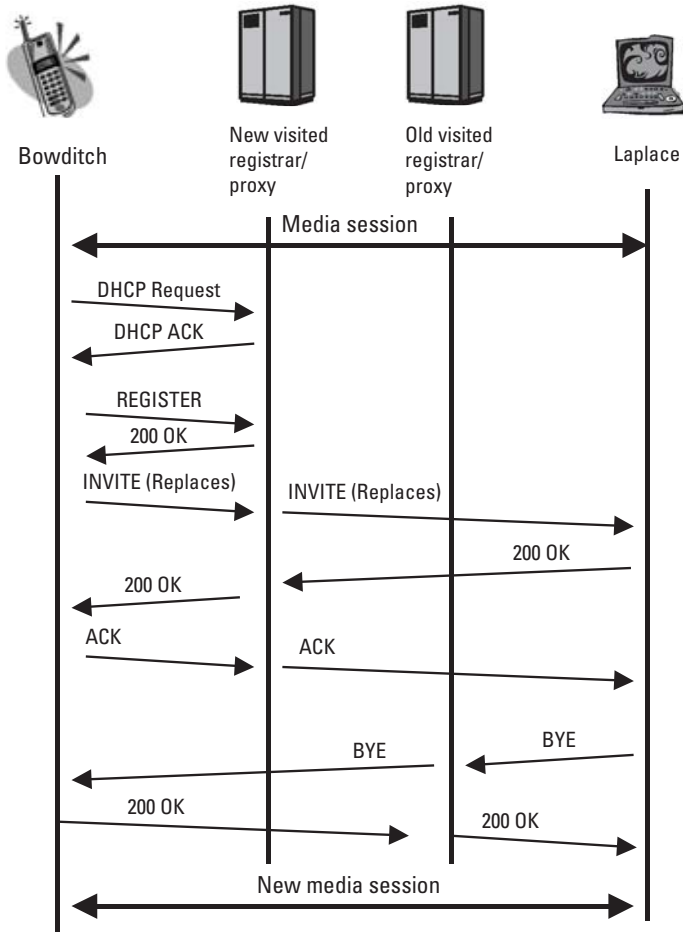 Bowditch
New visited
registrar/
proxy
Old visited
registrar/
proxy
Laplace
Media session
DHCP Request
DHCP ACK
REGISTER
200 OK
INVITE (Replaces)
INVITE (Replaces)
200 OK
200 OK
ACK
ACK
BYE
BYE
200 OK
200 OK
New media session